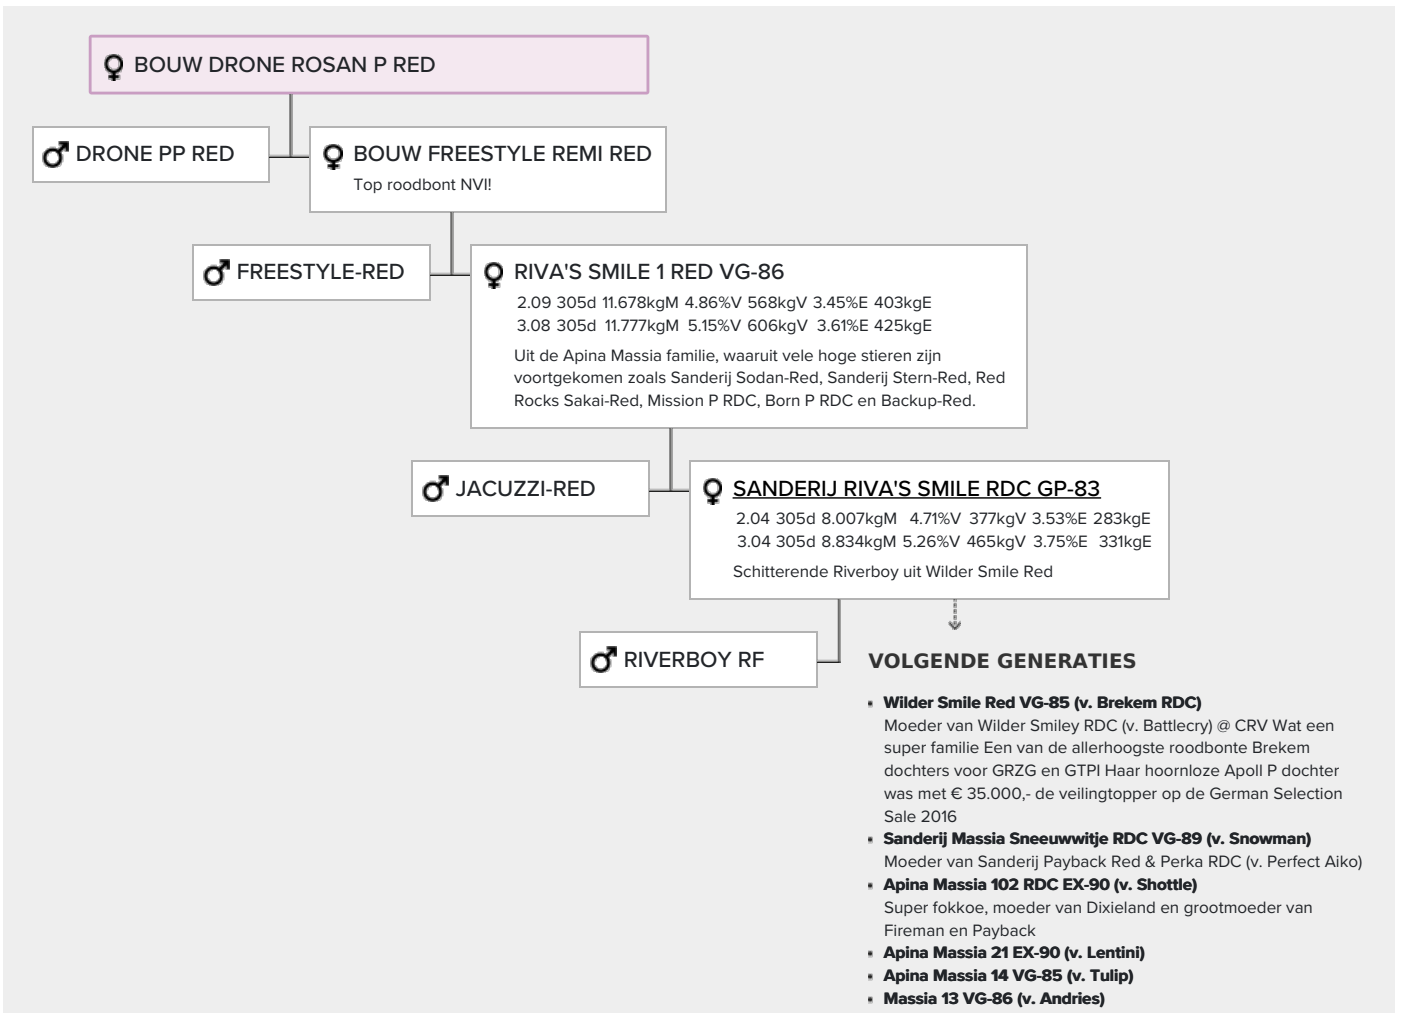 BOUW DRONE ROSAN P RED
DRONE PP RED
BOUW FREESTYLE REMI RED
Top roodbont NVI!
FREESTYLE-RED
RIVA'S SMILE 1 RED VG-86
2.09 305d 11.678kgM 4.86%V 568kgV 3.45%E 403kgE
3.08 305d 11.777kgM 5.15%V 606kgV 3.61%E 425kgE
Uit de Apina Massia familie, waaruit vele hoge stieren zijn
voortgekomen zoals Sanderij Sodan-Red, Sanderij Stern-Red, Red
Rocks Sakai-Red, Mission P RDC, Born P RDC en Backup-Red.
JACUZZI-RED
SANDERIJ RIVA'S SMILE RDC GP-83
2.04 305d 8.007kgM 4.71%V 377kgV 3.53%E 283kgE
3.04 305d 8.834kgM 5.26%V 465kgV 3.75%E 331kgE
Schitterende Riverboy uit Wilder Smile Red
RIVERBOY RF
VOLGENDE GENERATIES
▪ Wilder Smile Red VG-85 (v. Brekem RDC)
Moeder van Wilder Smiley RDC (v. Battlecry) @ CRV Wat een
super familie Een van de allerhoogste roodbonte Brekem
dochters voor GRZG en GTPI Haar hoornloze Apoll P dochter
was met € 35.000,- de veilingtopper op de German Selection
Sale 2016
▪ Sanderij Massia Sneeuwwitje RDC VG-89 (v. Snowman)
Moeder van Sanderij Payback Red & Perka RDC (v. Perfect Aiko)
▪ Apina Massia 102 RDC EX-90 (v. Shottle)
Super fokkoe, moeder van Dixieland en grootmoeder van
Fireman en Payback
▪ Apina Massia 21 EX-90 (v. Lentini)
▪ Apina Massia 14 VG-85 (v. Tulip)
▪ Massia 13 VG-86 (v. Andries)